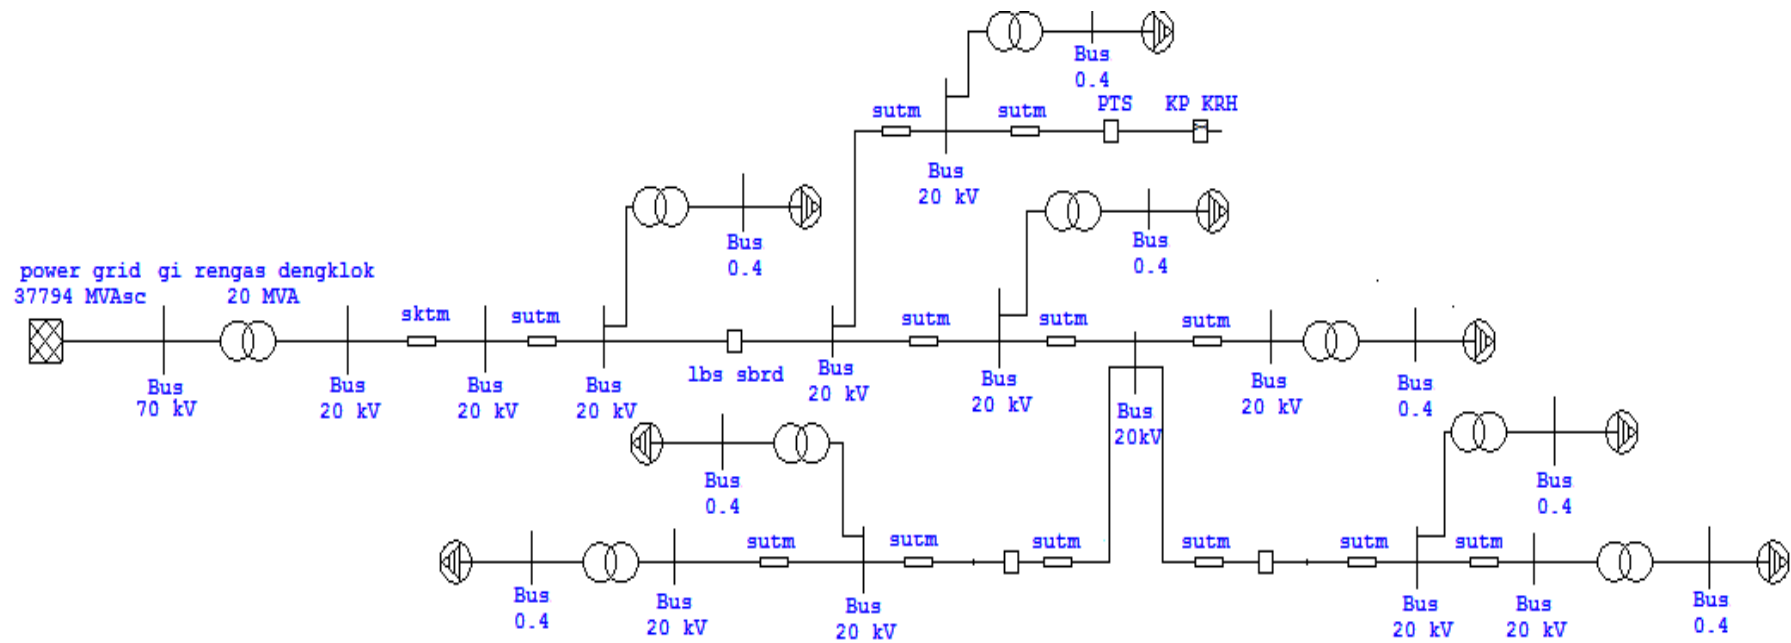 Bus
0.4
sutm
sutm
PTS
KP KRH
Bus
20 kV
Bus
0.4
Bus
0.4
power grid
37794 MVAsc
gi rengas dengklok
20 MVA
sktm
sutm
lbs sbrd
sutm
sutm
sutm
Bus
70 kV
Bus
20 kV
Bus
20 kV
Bus
20 kV
Bus
20 kV
Bus
20 kV
Bus
20kV
Bus
20 kV
Bus
0.4
Bus
0.4
Bus
0.4
sutm
sutm
sutm
sutm
sutm
sutm
Bus
0.4
Bus
20 kV
Bus
20 kV
Bus
20 kV
Bus
20 kV
Bus
0.4